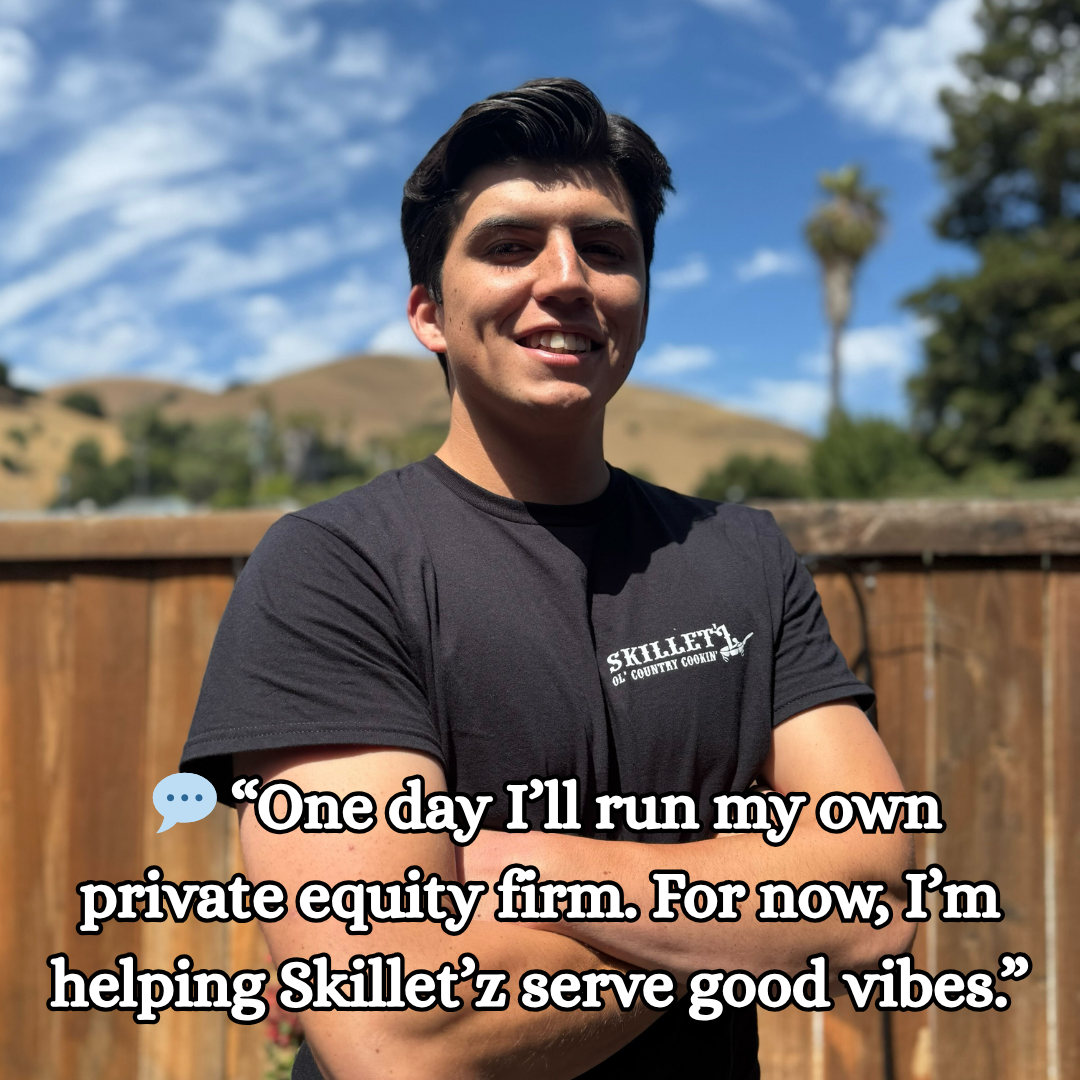 SKILLET'Z
OL' COUNTRY COOKIN'
💬 “One day I’ll run my own
private equity firm. For now, I’m
helping Skillet’z serve good vibes.”